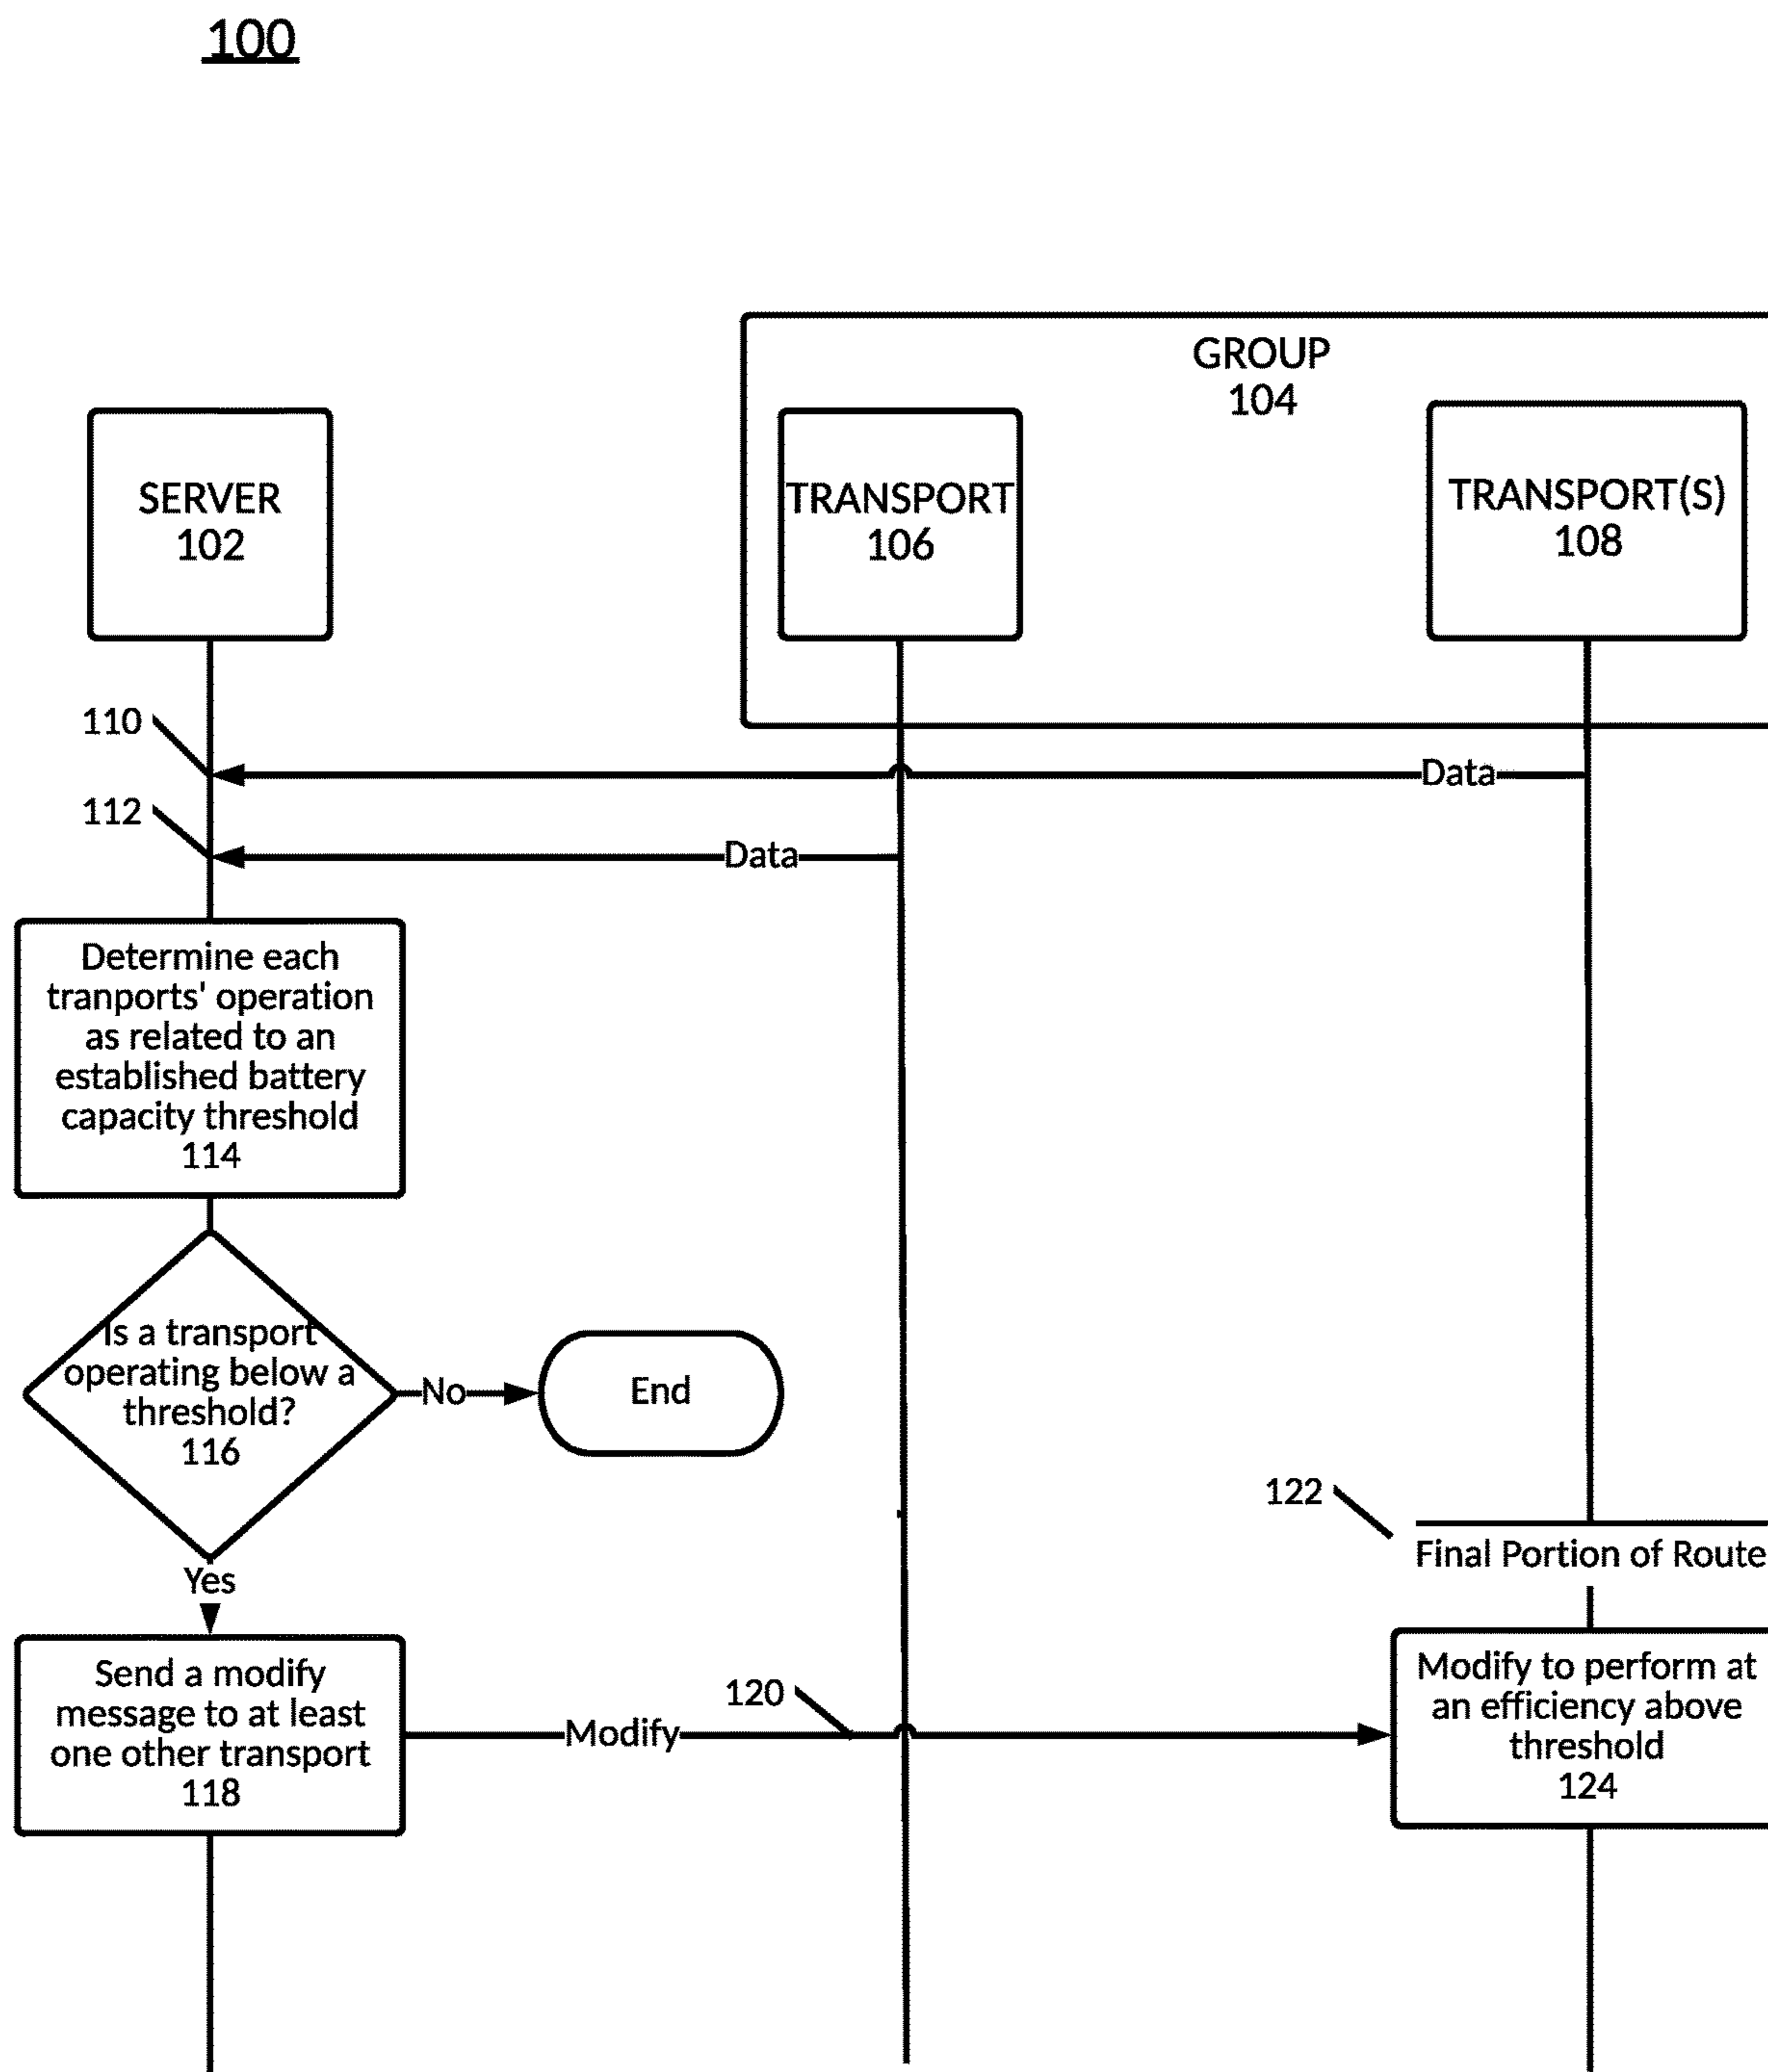 100
GROUP
104
SERVER
102
TRANSPORT
106
TRANSPORT(S)
108
110
Data
112
Data
Determine each
tranports' operation
as related to an
established battery
capacity threshold
114
Is a transport
operating below a
threshold?
116
No
End
Yes
122
Final Portion of Route
Send a modify
message to at least
one other transport
118
Modify
120
Modify to perform at
an efficiency above
threshold
124